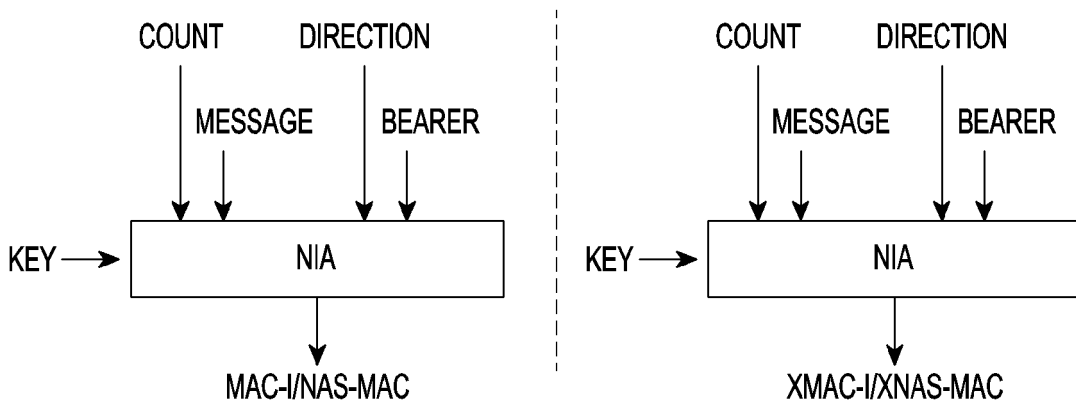 COUNT DIRECTION
MESSAGE BEARER
KEY NIA
MAC-I/NAS-MAC
COUNT DIRECTION
MESSAGE BEARER
KEY NIA
XMAC-I/XNAS-MAC